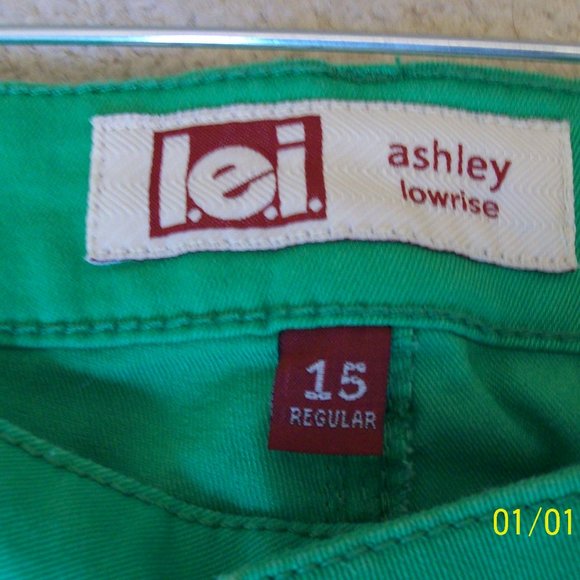 l.e.i.
ashley
lowrise
15
REGULAR
01/01